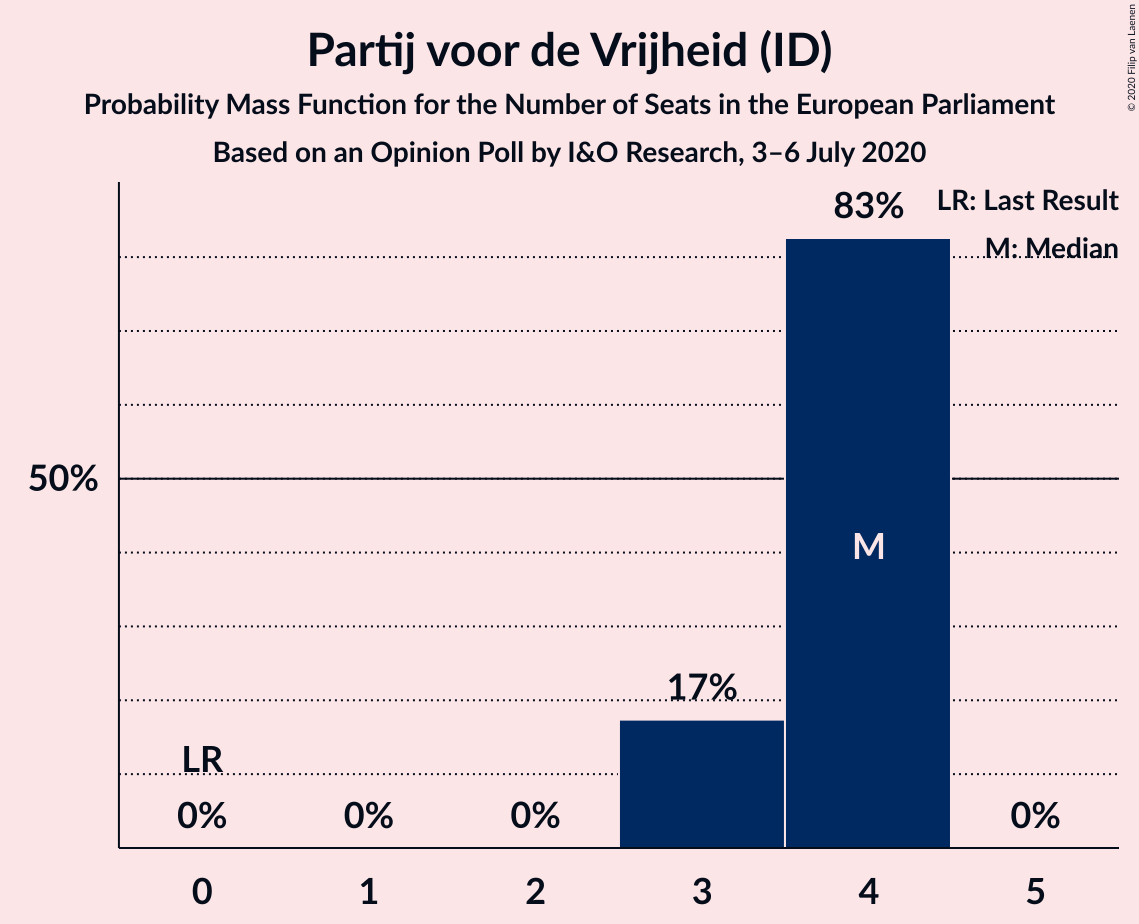 Partij voor de Vrijheid (ID)
Probability Mass Function for the Number of Seats in the European Parliament
Based on an Opinion Poll by I&O Research, 3–6 July 2020
© 2020 Filip van Laenen
LR: Last Result
M: Median
83%
50%
M
17%
LR
0%
0%
0%
0%
0
1
2
3
4
5